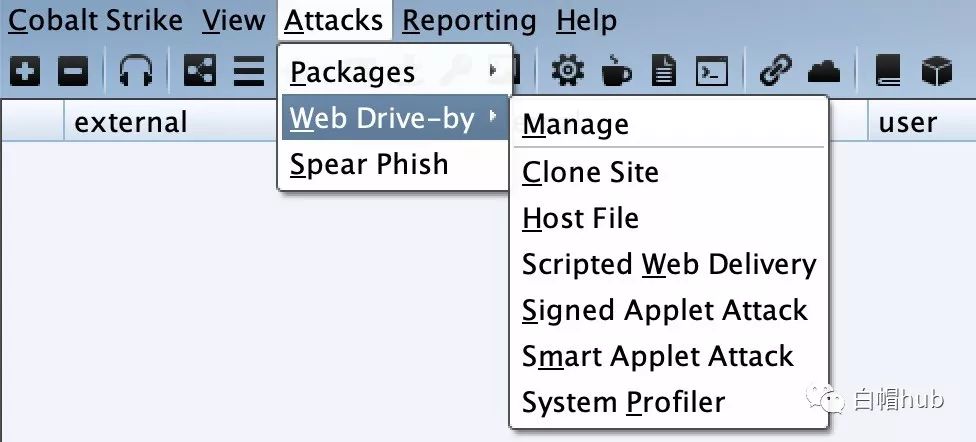 Cobalt Strike View Attacks Reporting Help
Packages
external Web Drive-by Manage user
Spear Phish
Clone Site
Host File
Scripted Web Delivery
Signed Applet Attack
Smart Applet Attack
System Profiler
白帽hub